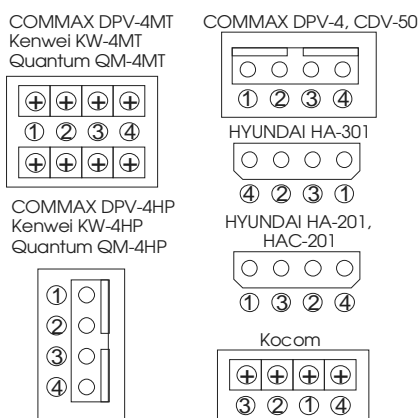 COMMAX DPV-4MT
Kenwei KW-4MT
Quantum QM-4MT
① ② ③ ④
COMMAX DPV-4HP
Kenwei KW-4HP
Quantum QM-4HP
①
②
③
④
COMMAX DPV-4, CDV-50
① ② ③ ④
HYUNDAI HA-301
④ ② ③ ①
HYUNDAI HA-201,
HAC-201
① ③ ② ④
Kocom
③ ② ① ④